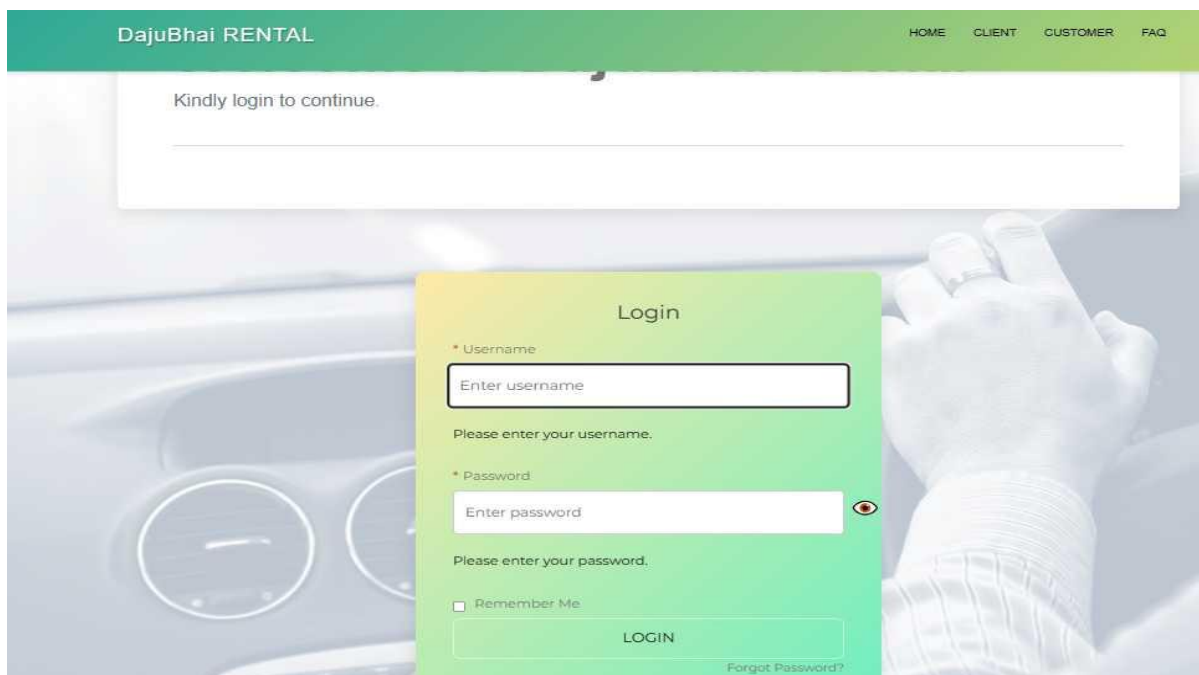 DajuBhai RENTAL
HOME CLIENT CUSTOMER FAQ
Kindly login to continue.
Login
* Username
Enter username
Please enter your username.
* Password
Enter password
Please enter your password.
Remember Me
LOGIN
Forgot Password?